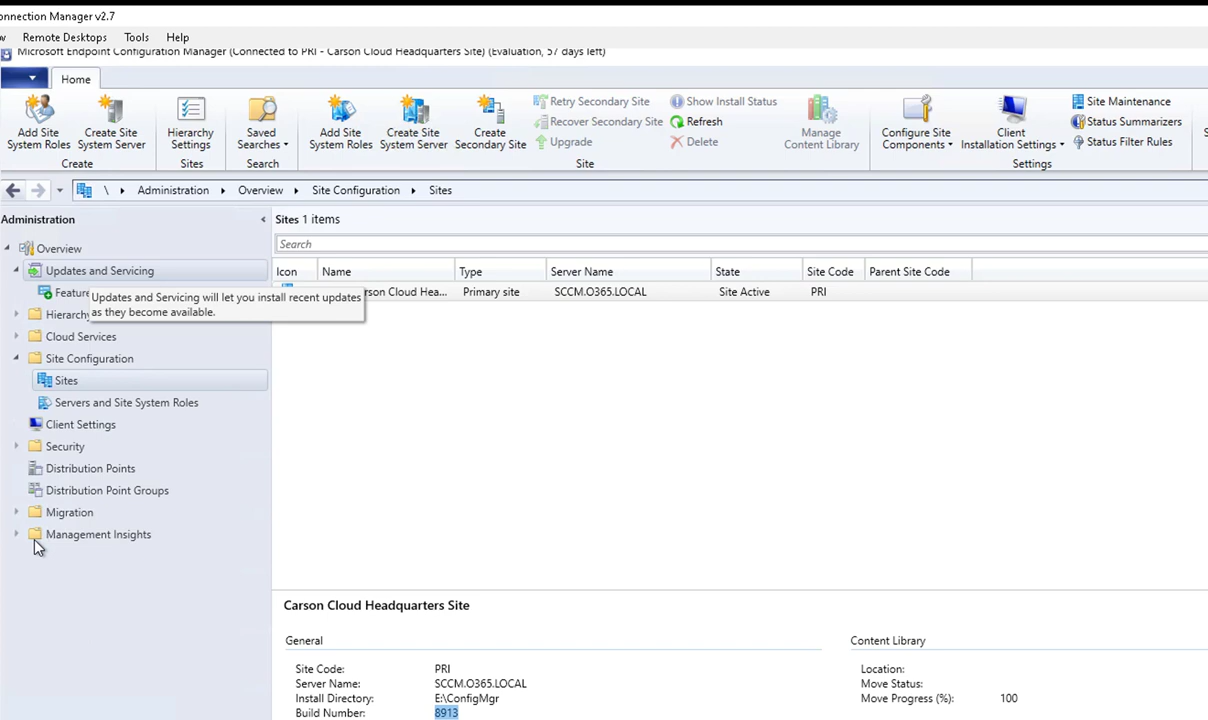 onnection Manager v2.7
w Remote Desktops Tools Help
Microsoft Endpoint Configuration Manager (Connected to PRI - Carson Cloud Headquarters Site) (Evaluation, 57 days left)
Home
Add Site System Roles
Create Site System Server
Create
Hierarchy Settings
Sites
Saved Searches
Search
Add Site System Roles
Create Site System Server
Create Secondary Site
Retry Secondary Site
Recover Secondary Site
Upgrade
Show Install Status
Refresh
Delete
Site
Manage Content Library
Configure Site Components
Client Installation Settings
Site Maintenance
Status Summarizers
Status Filter Rules
Settings
S
\ Administration Overview Site Configuration Sites
Administration
Overview
Updates and Servicing
Feature
Updates and Servicing will let you install recent updates
as they become available.
Hierarchy
Cloud Services
Site Configuration
Sites
Servers and Site System Roles
Client Settings
Security
Distribution Points
Distribution Point Groups
Migration
Management Insights
Sites 1 items
Search
Icon Name Type Server Name State Site Code Parent Site Code
rson Cloud Hea... Primary site SCCM.O365.LOCAL Site Active PRI
Carson Cloud Headquarters Site
General
Site Code: PRI
Server Name: SCCM.O365.LOCAL
Install Directory: E:\ConfigMgr
Build Number: 8913
Content Library
Location:
Move Status:
Move Progress (%): 100